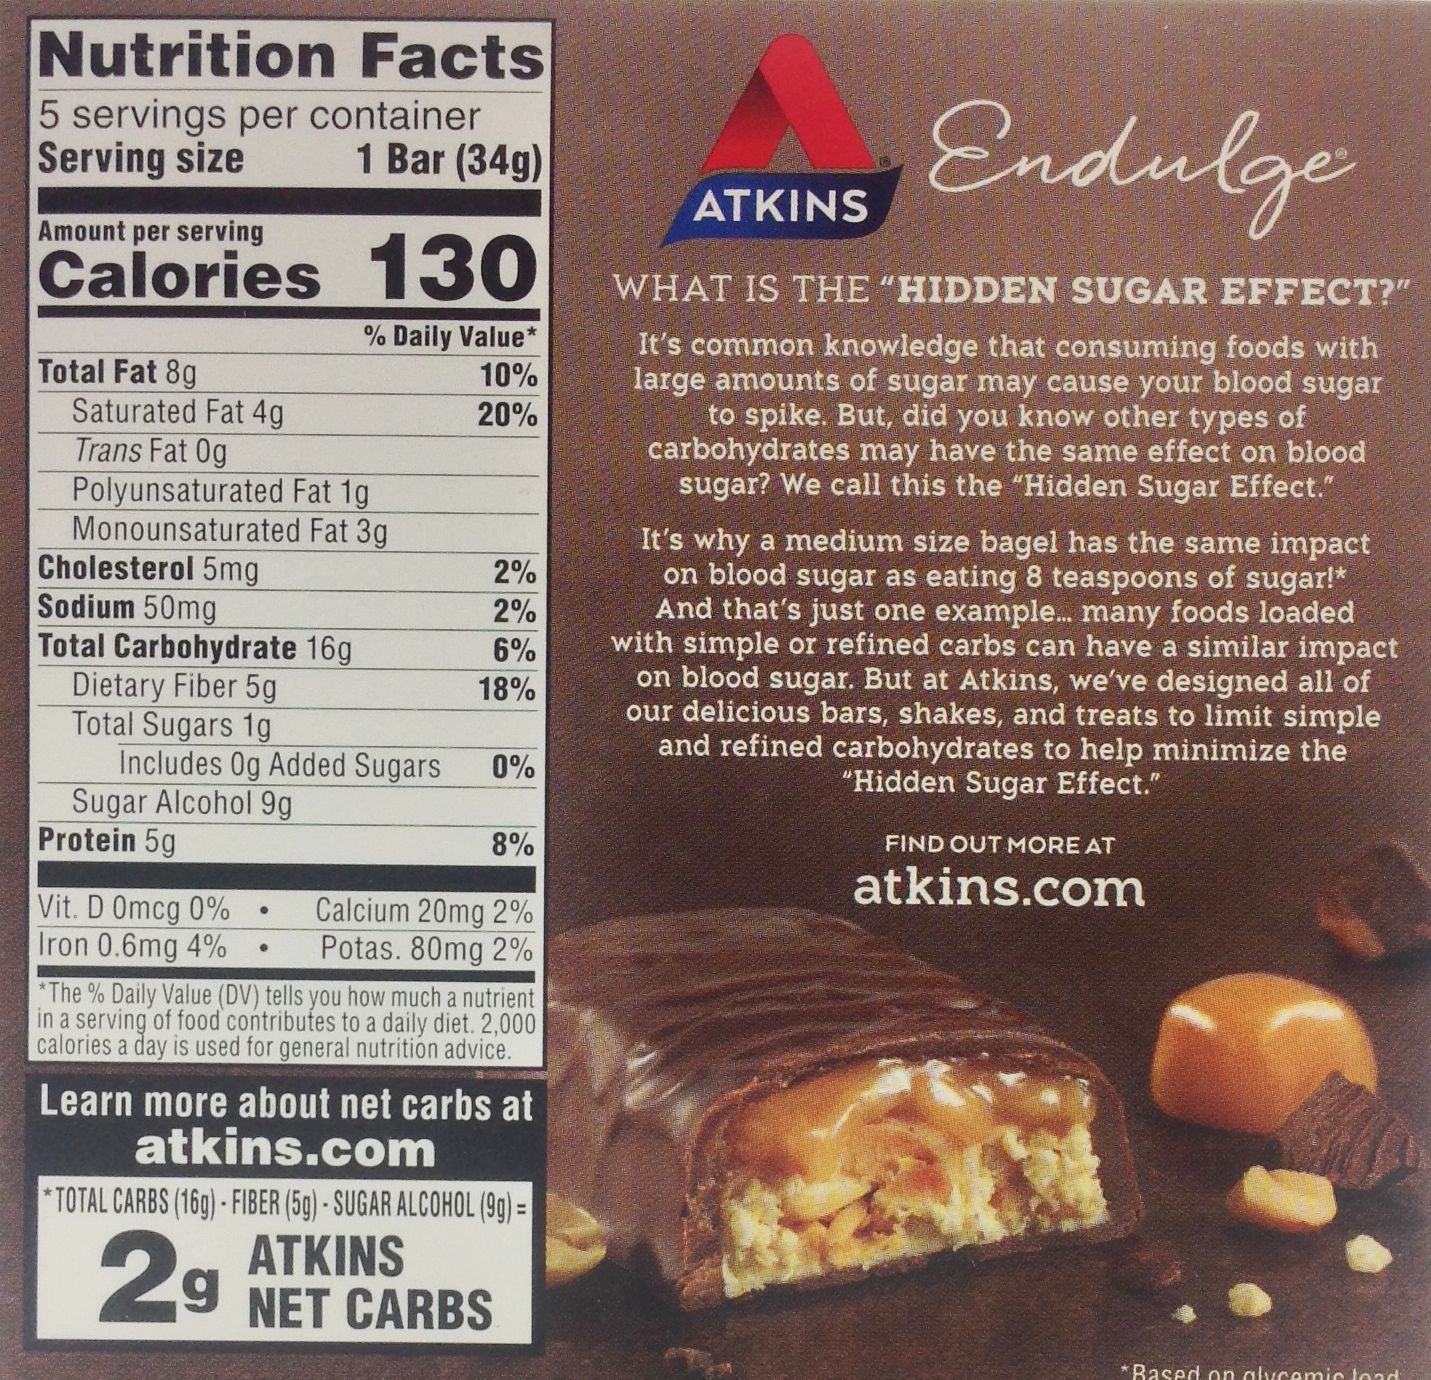 Nutrition Facts
5 servings per container
Serving size 1 Bar (34g)
Amount per serving
Calories 130
% Daily Value*
Total Fat 8g 10%
Saturated Fat 4g 20%
Trans Fat 0g
Polyunsaturated Fat 1g
Monounsaturated Fat 3g
Cholesterol 5mg 2%
Sodium 50mg 2%
Total Carbohydrate 16g 6%
Dietary Fiber 5g 18%
Total Sugars 1g
Includes 0g Added Sugars 0%
Sugar Alcohol 9g
Protein 5g 8%
Vit. D 0mcg 0% • Calcium 20mg 2%
Iron 0.6mg 4% • Potas. 80mg 2%
*The % Daily Value (DV) tells you how much a nutrient
in a serving of food contributes to a daily diet. 2,000
calories a day is used for general nutrition advice.
Learn more about net carbs at
atkins.com
*TOTAL CARBS (16g) - FIBER (5g) - SUGAR ALCOHOL (9g) =
2g ATKINS
NET CARBS
ATKINS®
Endulge®
WHAT IS THE “HIDDEN SUGAR EFFECT?”
It’s common knowledge that consuming foods with
large amounts of sugar may cause your blood sugar
to spike. But, did you know other types of
carbohydrates may have the same effect on blood
sugar? We call this the “Hidden Sugar Effect.”
It’s why a medium size bagel has the same impact
on blood sugar as eating 8 teaspoons of sugar!*
And that’s just one example... many foods loaded
with simple or refined carbs can have a similar impact
on blood sugar. But at Atkins, we’ve designed all of
our delicious bars, shakes, and treats to limit simple
and refined carbohydrates to help minimize the
“Hidden Sugar Effect.”
FIND OUT MORE AT
atkins.com
*Based on glycemic load